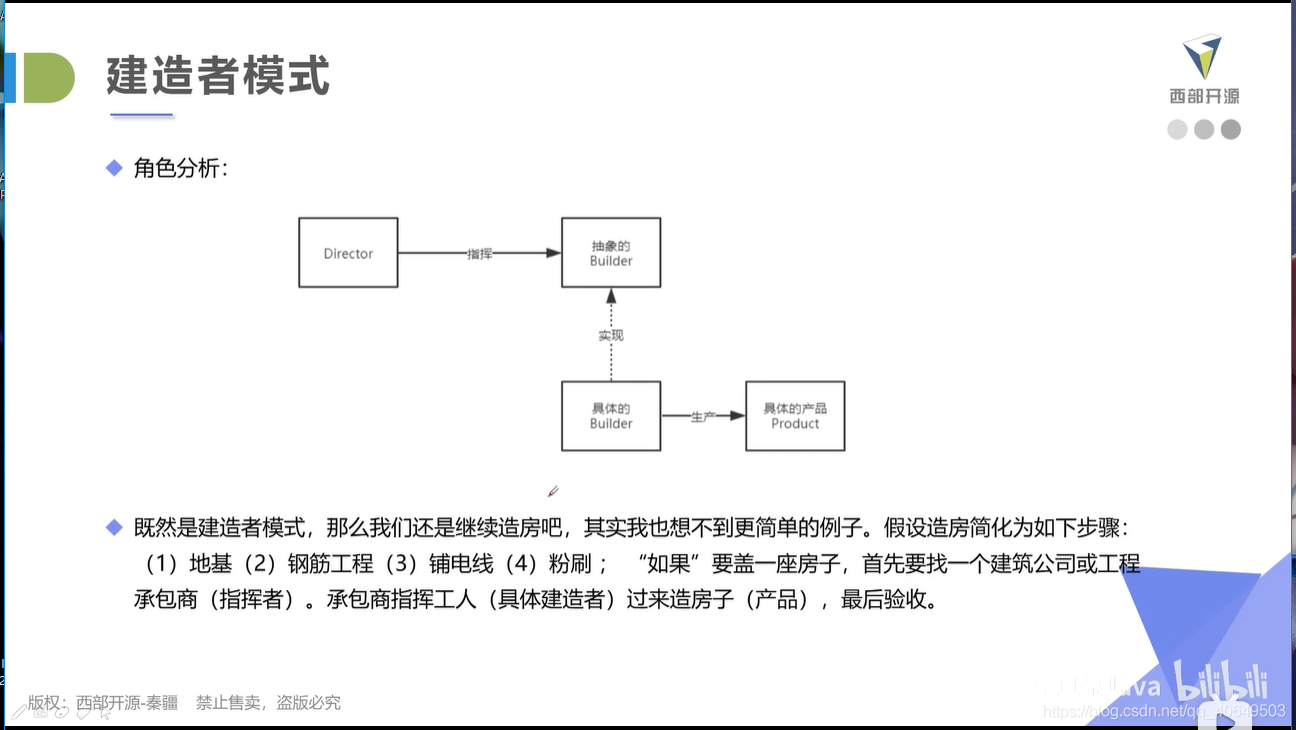 建造者模式
西部开源
角色分析：
Director
指挥
抽象的
Builder
实现
具体的
Builder
生产
具体的产品
Product
既然是建造者模式，那么我们还是继续造房吧，其实我也想不到更简单的例子。假设造房简化为如下步骤：
（1）地基（2）钢筋工程（3）铺电线（4）粉刷； “如果”要盖一座房子，首先要找一个建筑公司或工程
承包商（指挥者）。承包商指挥工人（具体建造者）过来造房子（产品），最后验收。
版权：西部开源-秦疆 禁止售卖，盗版必究
bilibili
https://blog.csdn.net/qq_40649503